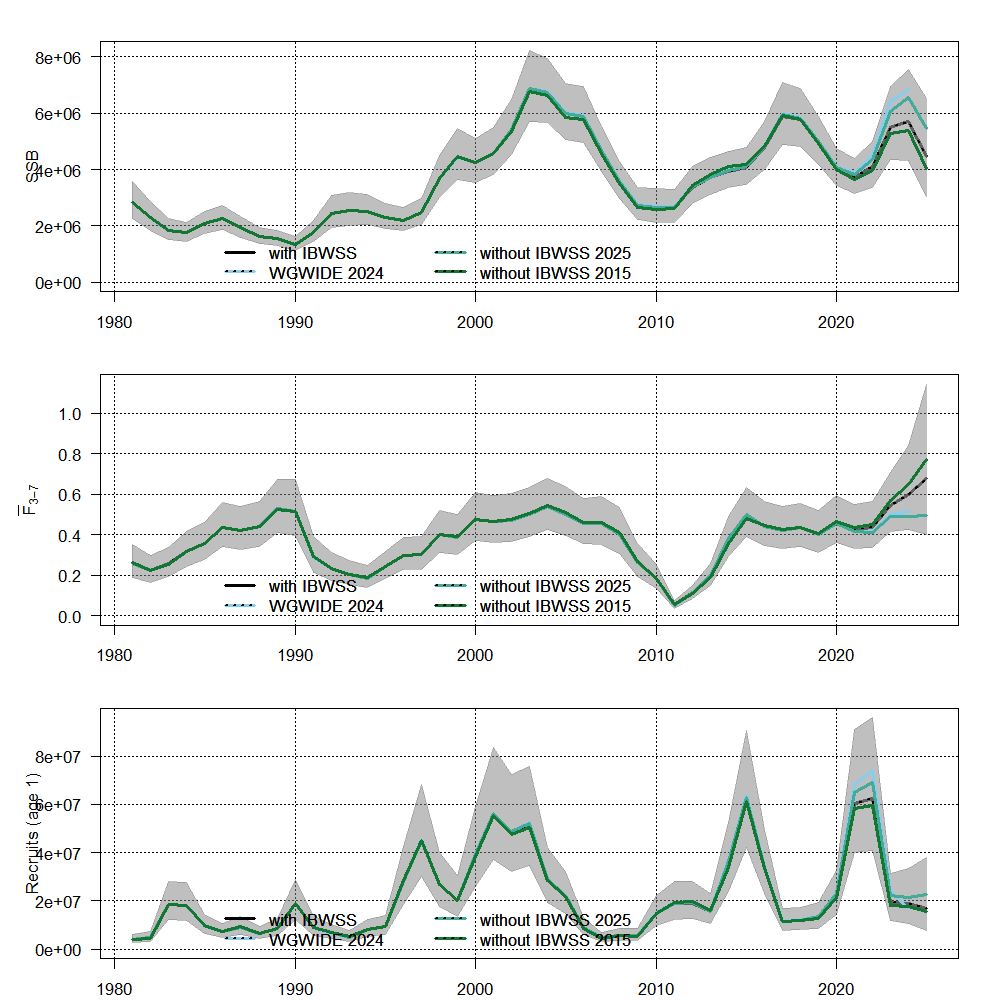 8e+06
6e+06
4e+06
2e+06
0e+00
SSB
with IBWSS
WGWIDE 2024
without IBWSS 2025
without IBWSS 2015
1980 1990 2000 2010 2020
1.0
0.8
0.6
0.4
0.2
0.0
F̅3−7
with IBWSS
WGWIDE 2024
without IBWSS 2025
without IBWSS 2015
1980 1990 2000 2010 2020
8e+07
6e+07
4e+07
2e+07
0e+00
Recruits (age 1)
with IBWSS
WGWIDE 2024
without IBWSS 2025
without IBWSS 2015
1980 1990 2000 2010 2020